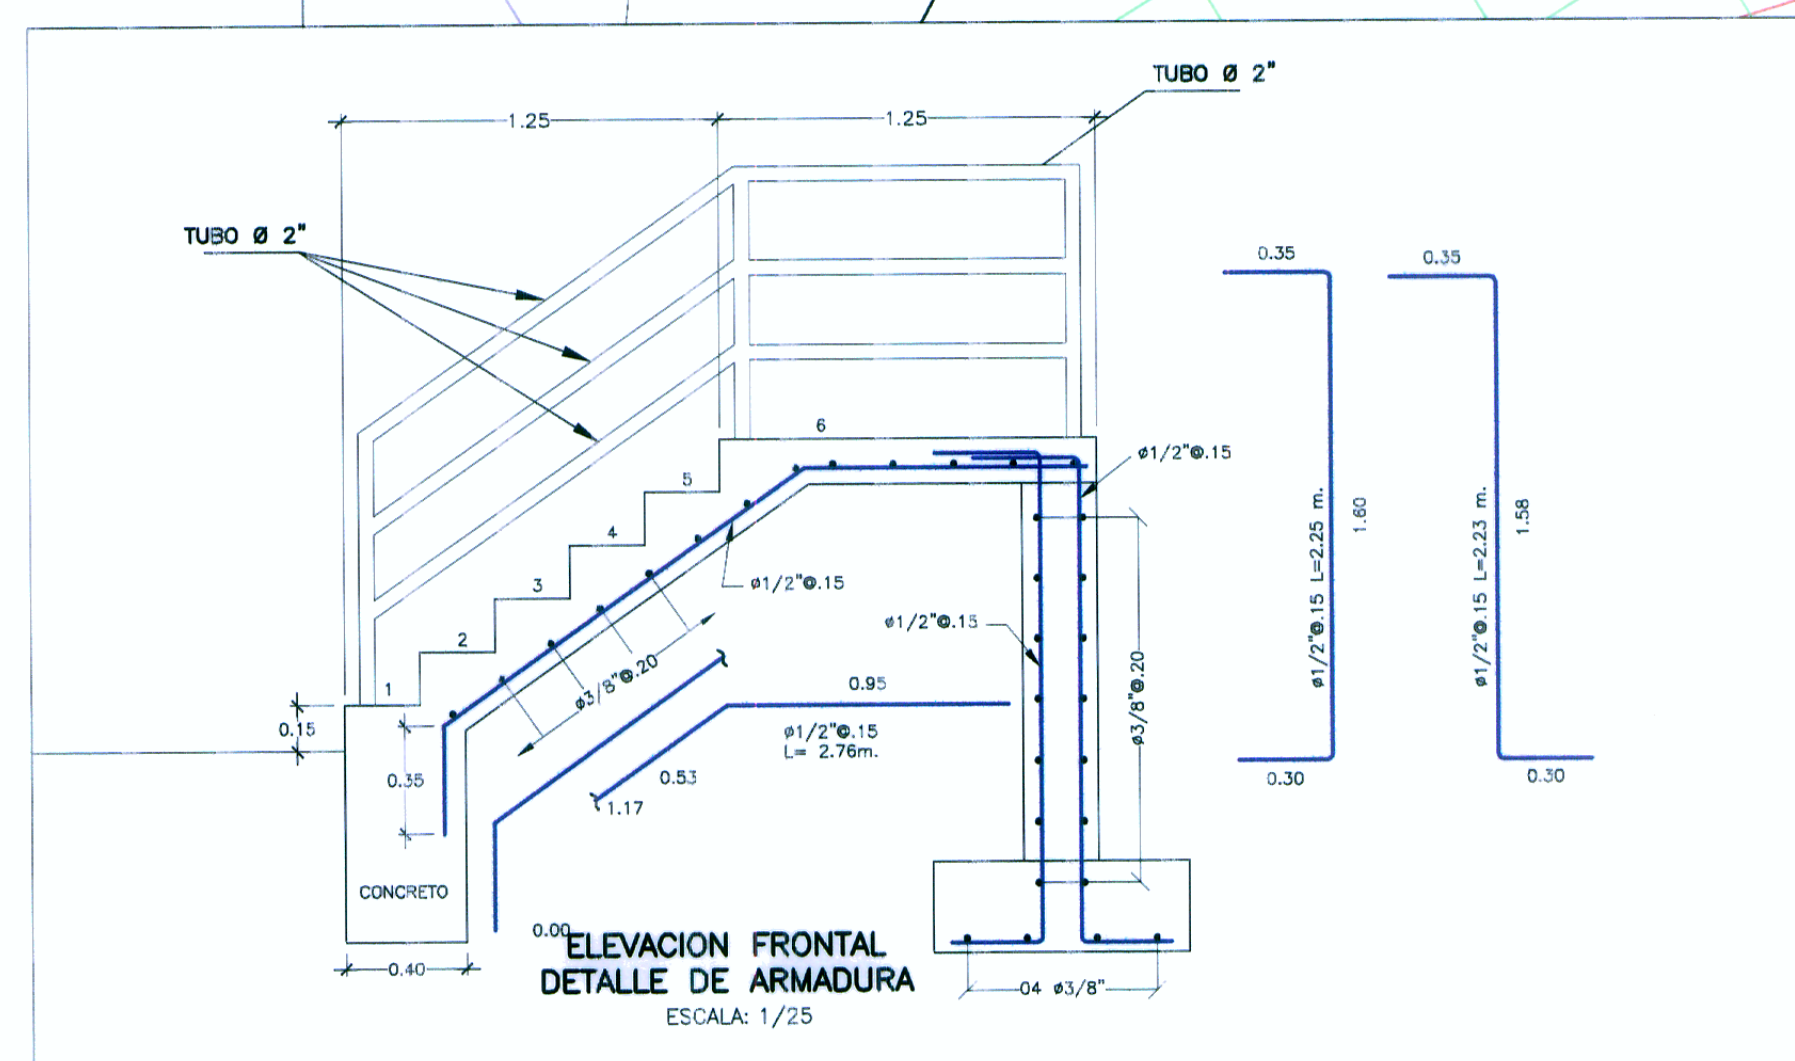 TUBO Ø 2"
1.25
1.25
TUBO Ø 2"
0.35
0.35
6
ø1/2"@.15
5
4
ø1/2"@.15 L=2.25 m.
1.60
ø1/2"@.15 L=2.23 m.
1.58
3
ø1/2"@.15
ø1/2"@.15
2
ø3/8"@.20
ø3/8"@.20
1
0.95
0.15
ø1/2"@.15
L= 2.76m.
0.35
0.53
1.17
0.30
0.30
CONCRETO
0.00
ELEVACION FRONTAL
DETALLE DE ARMADURA
0.40
04 ø3/8"
ESCALA: 1/25